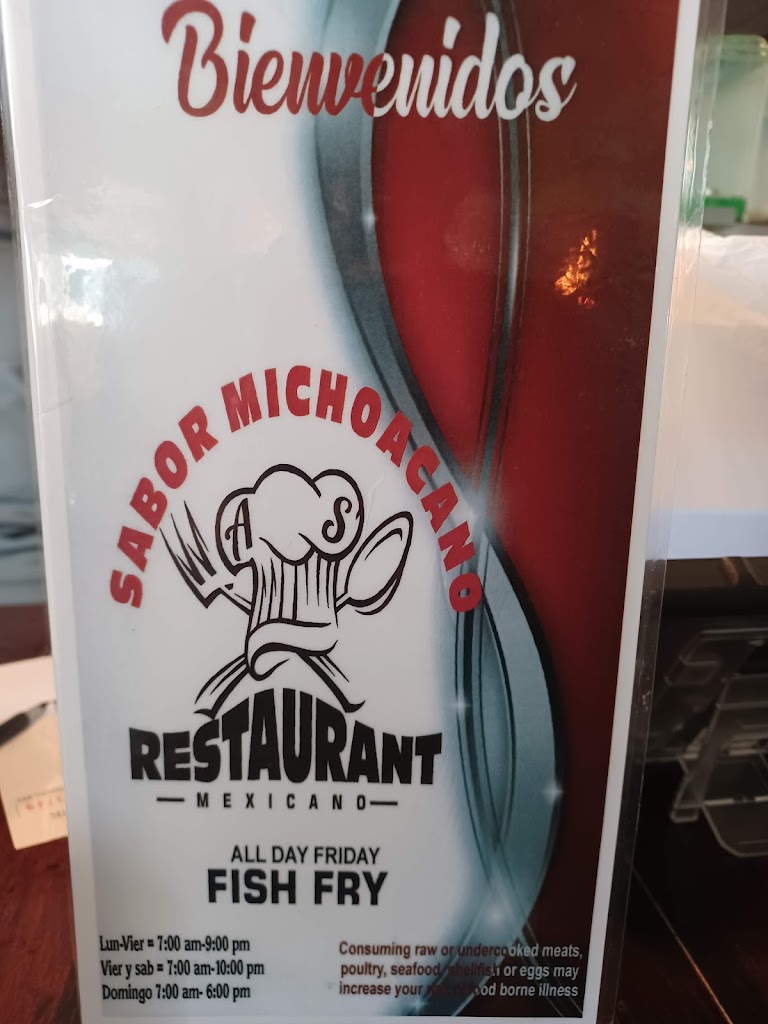 Bienvenidos
SABOR MICHOACANO
A S
RESTAURANT
MEXICANO
ALL DAY FRIDAY
FISH FRY
Lun-Vier = 7:00 am-9:00 pm
Vier y sab = 7:00 am-10:00 pm
Domingo 7:00 am- 6:00 pm
Consuming raw or undercooked meats,
poultry, seafood, shellfish or eggs may
increase your risk of food borne illness